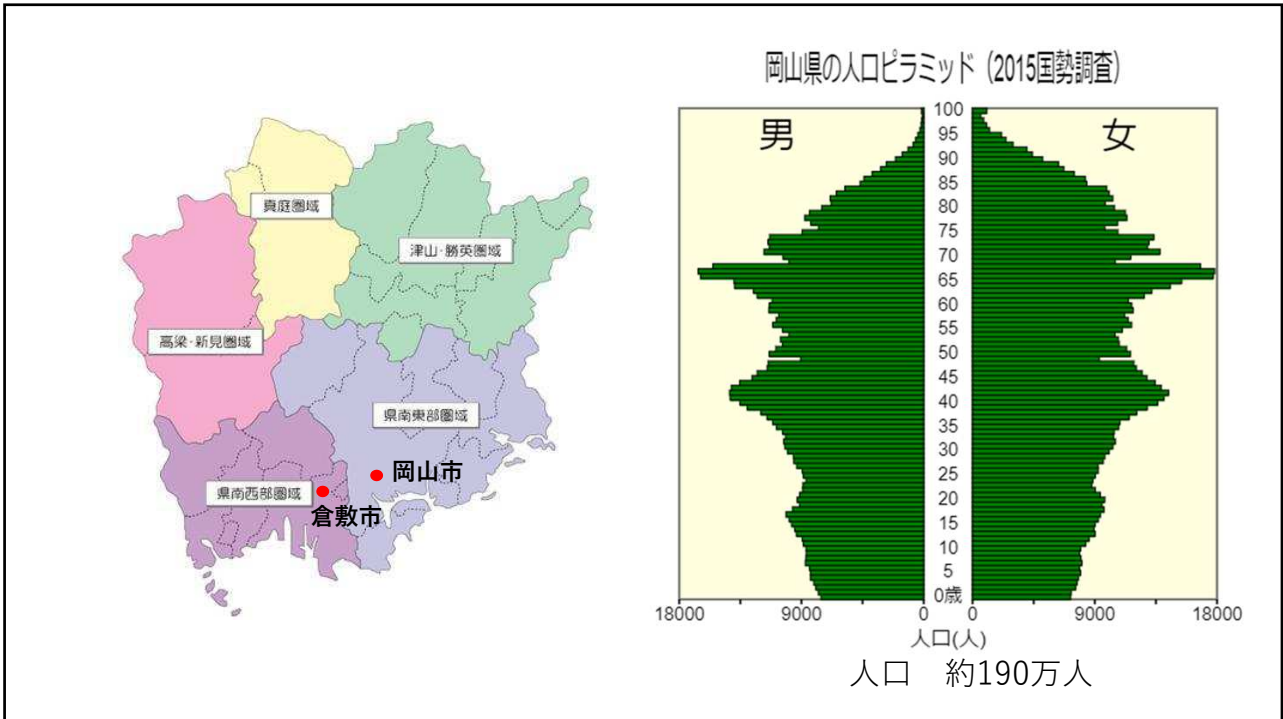 真庭圏域
津山・勝英圏域
高梁・新見圏域
県南東部圏域
岡山市
県南西部圏域
倉敷市
岡山県の人口ピラミッド（2015国勢調査）
男
女
100
95
90
85
80
75
70
65
60
55
50
45
40
35
30
25
20
15
10
5
0歳
18000 9000 0 0 9000 18000
人口(人)
人口　約190万人